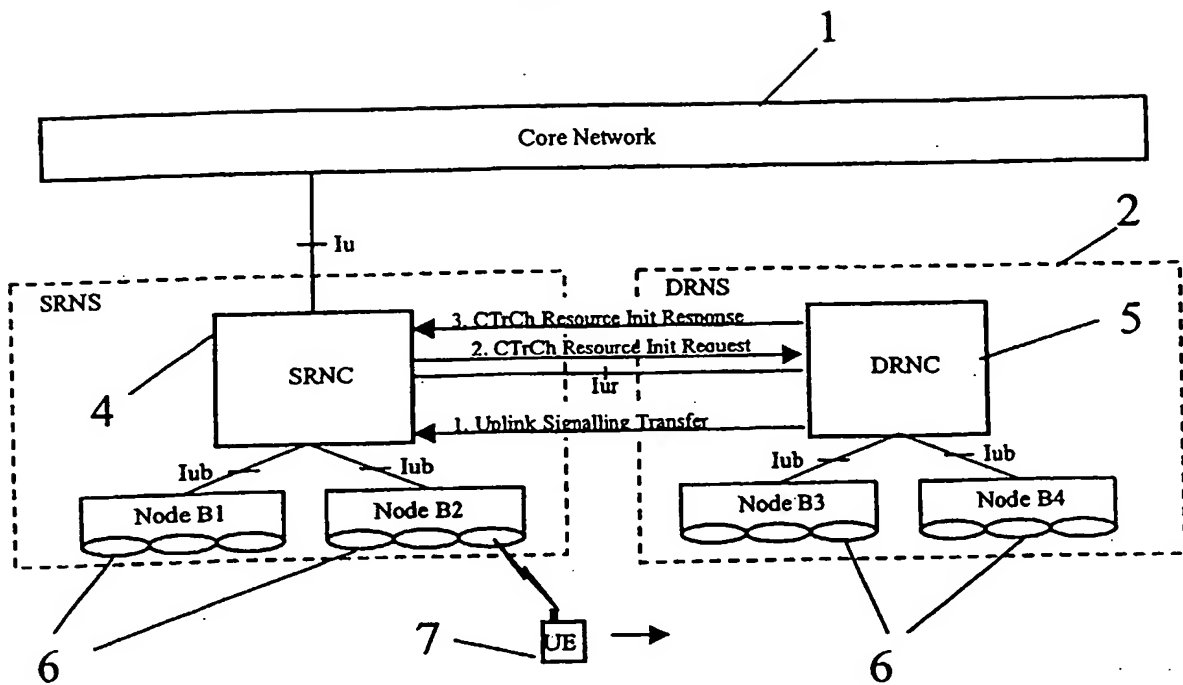 1
Core Network
Iu
2
SRNS
DRNS
3. CTrCh Resource Init Response
2. CTrCh Resource Init Request
5
SRNC
DRNC
Iur
4
1. Uplink Signalling Transfer
Iub
Iub
Iub
Iub
Node B1
Node B2
Node B3
Node B4
6
7
UE
6